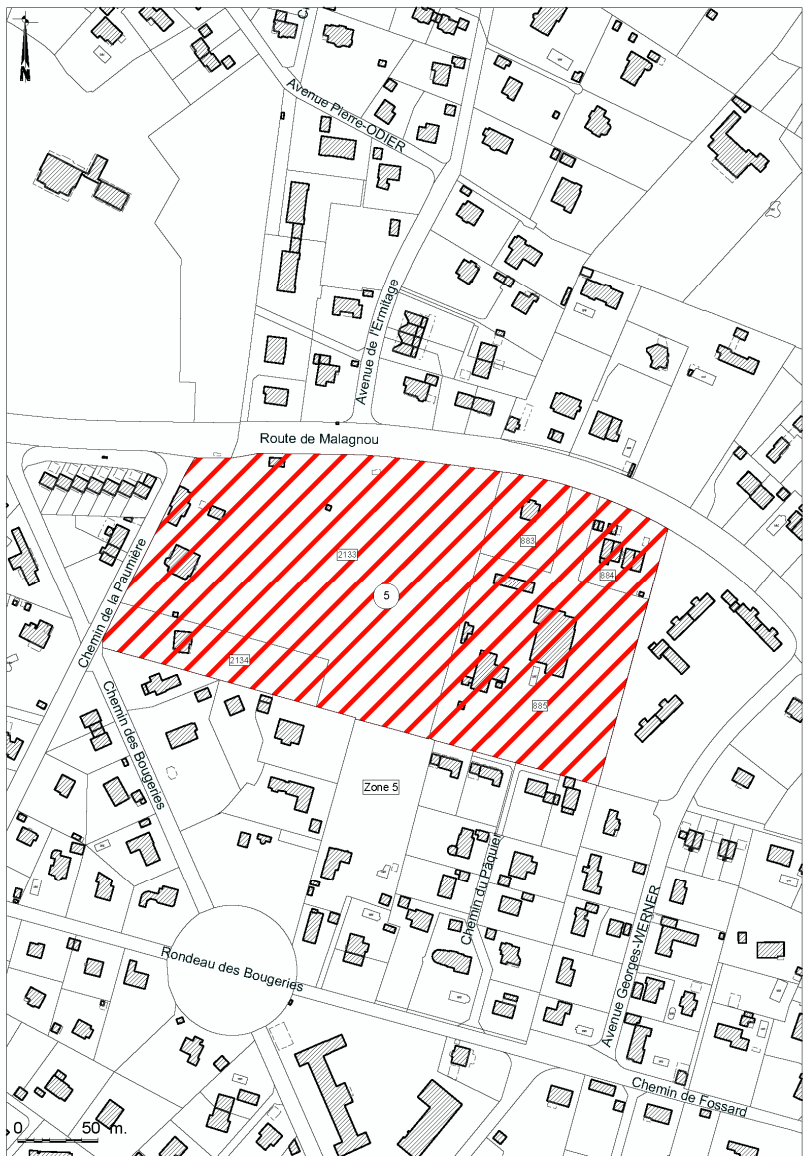 N
Avenue Pierre-ODIER
Avenue de l'Ermitage
Route de Malagnou
Chemin de la Paumière
2133
883
884
5
2134
885
Chemin des Bougeries
Zone 5
Chemin du Pâquier
Avenue Georges-WERNER
Rondeau des Bougeries
Chemin de Fossard
0 50 m.